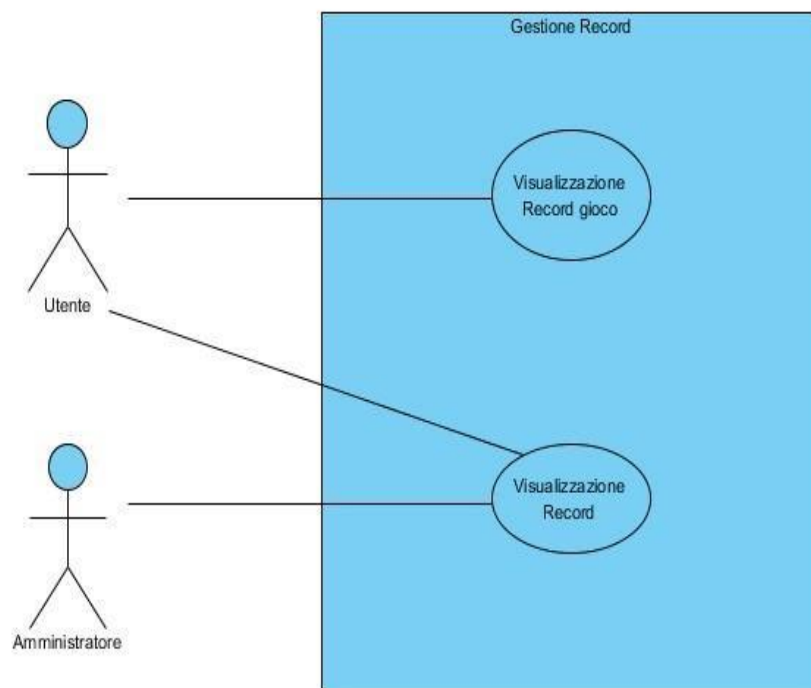 Gestione Record
Visualizzazione
Record gioco
Utente
Visualizzazione
Record
Amministratore